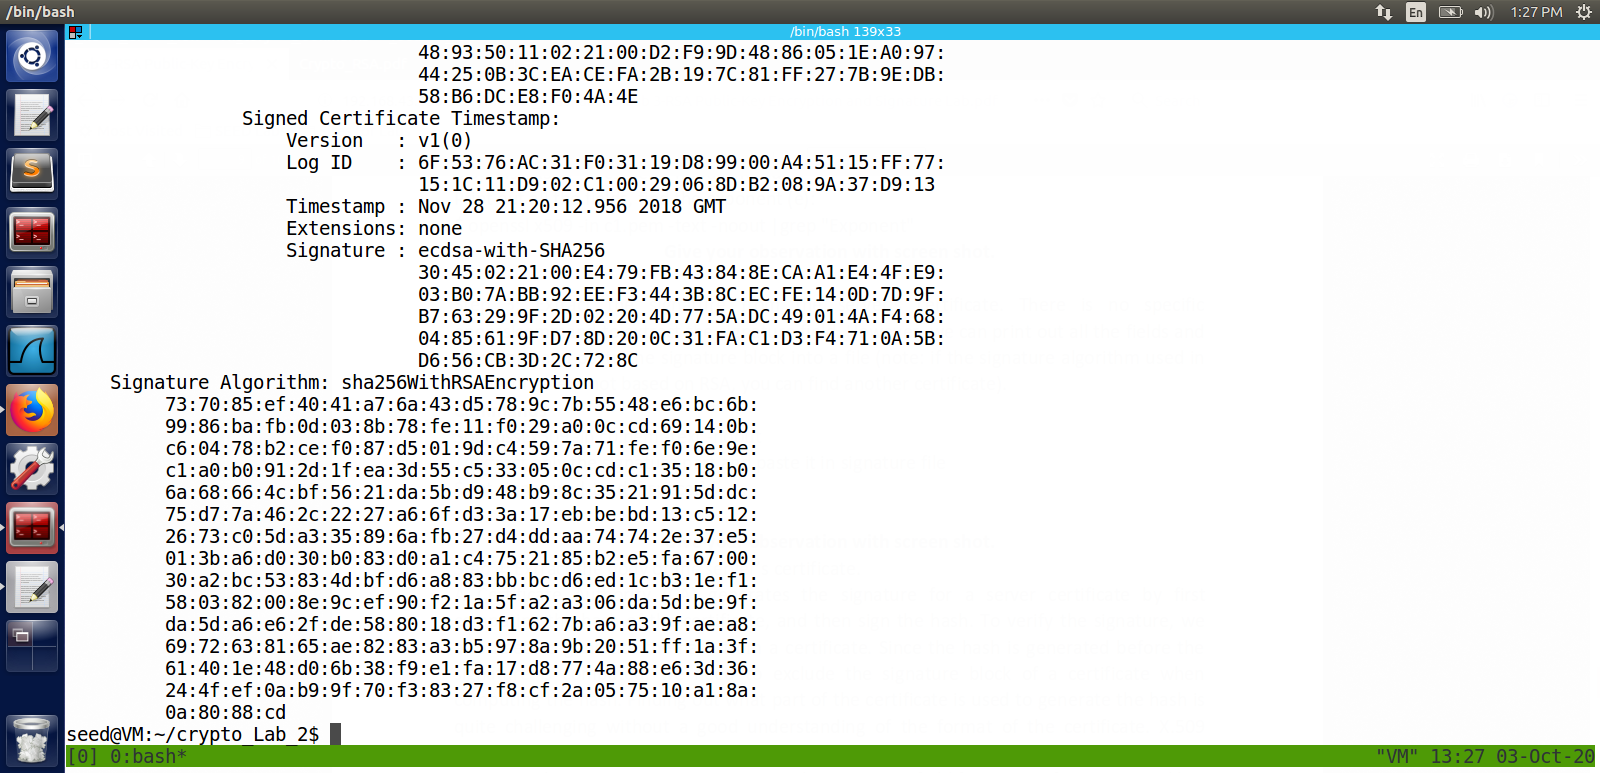 /bin/bash
En
1:27 PM
/bin/bash 139x33
48:93:50:11:02:21:00:D2:F9:9D:48:86:05:1E:A0:97:
44:25:0B:3C:EA:CE:FA:2B:19:7C:81:FF:27:7B:9E:DB:
58:B6:DC:E8:F0:4A:4E
Signed Certificate Timestamp:
Version   : v1(0)
Log ID    : 6F:53:76:AC:31:F0:31:19:D8:99:00:A4:51:15:FF:77:
15:1C:11:D9:02:C1:00:29:06:8D:B2:08:9A:37:D9:13
Timestamp : Nov 28 21:20:12.956 2018 GMT
Extensions: none
Signature : ecdsa-with-SHA256
30:45:02:21:00:E4:79:FB:43:84:8E:CA:A1:E4:4F:E9:
03:B0:7A:BB:92:EE:F3:44:3B:8C:EC:FE:14:0D:7D:9F:
B7:63:29:9F:2D:02:20:4D:77:5A:DC:49:01:4A:F4:68:
04:85:61:9F:D7:8D:20:0C:31:FA:C1:D3:F4:71:0A:5B:
D6:56:CB:3D:2C:72:8C
Signature Algorithm: sha256WithRSAEncryption
73:70:85:ef:40:41:a7:6a:43:d5:78:9c:7b:55:48:e6:bc:6b:
99:86:ba:fb:0d:03:8b:78:fe:11:f0:29:a0:0c:cd:69:14:0b:
c6:04:78:b2:ce:f0:87:d5:01:9d:c4:59:7a:71:fe:f0:6e:9e:
c1:a0:b0:91:2d:1f:ea:3d:55:c5:33:05:0c:cd:c1:35:18:b0:
6a:68:66:4c:bf:56:21:da:5b:d9:48:b9:8c:35:21:91:5d:dc:
75:d7:7a:46:2c:22:27:a6:6f:d3:3a:17:eb:be:bd:13:c5:12:
26:73:c0:5d:a3:35:89:6a:fb:27:d4:dd:aa:74:74:2e:37:e5:
01:3b:a6:d0:30:b0:83:d0:a1:c4:75:21:85:b2:e5:fa:67:00:
30:a2:bc:53:83:4d:bf:d6:a8:83:bb:bc:d6:ed:1c:b3:1e:f1:
58:03:82:00:8e:9c:ef:90:f2:1a:5f:a2:a3:06:da:5d:be:9f:
da:5d:a6:e6:2f:de:58:80:18:d3:f1:62:7b:a6:a3:9f:ae:a8:
69:72:63:81:65:ae:82:83:a3:b5:97:8a:9b:20:51:ff:1a:3f:
61:40:1e:48:d0:6b:38:f9:e1:fa:17:d8:77:4a:88:e6:3d:36:
24:4f:ef:0a:b9:9f:70:f3:83:27:f8:cf:2a:05:75:10:a1:8a:
0a:80:88:cd
seed@VM:~/crypto_Lab_2$
[0] 0:bash* "VM" 13:27 03-Oct-20